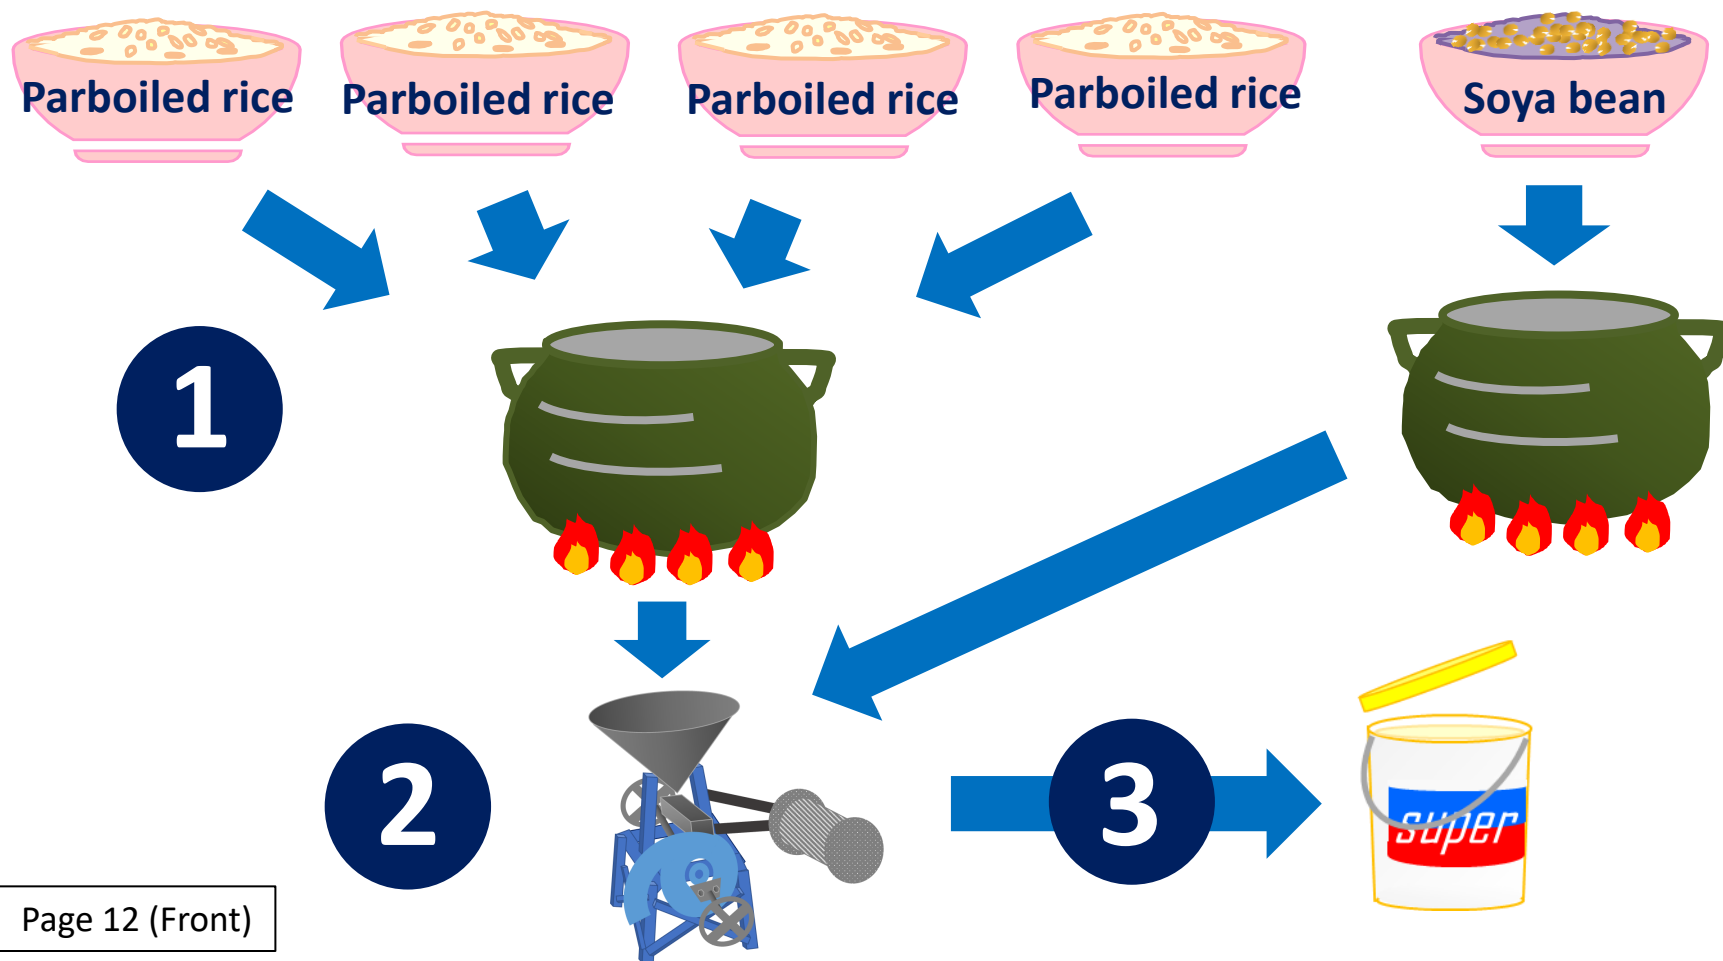 Parboiled rice
Parboiled rice
Parboiled rice
Parboiled rice
Soya bean
1
2
3
super
Page 12 (Front)